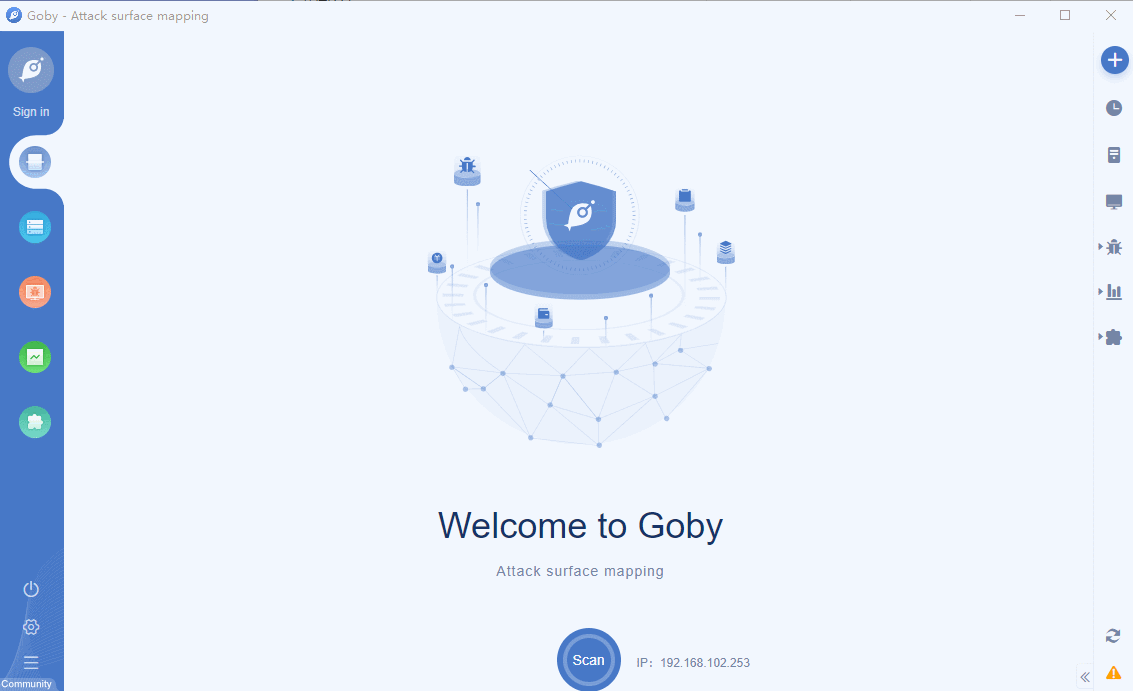 Goby - Attack surface mapping
Sign in
Welcome to Goby
Attack surface mapping
Scan
IP: 192.168.102.253
Community